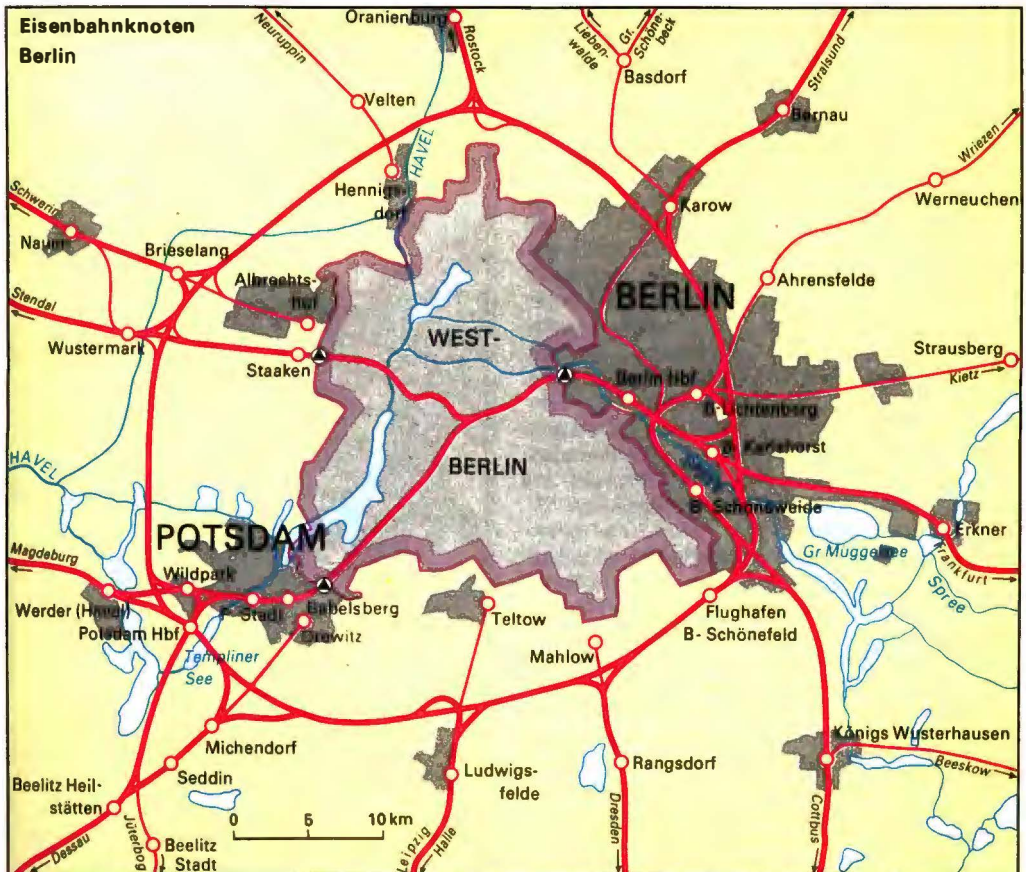 Eisenbahnknoten
Berlin
Oranienburg
Rostock
Neuruppin
Lieben-
walde
Gr.
Schöne-
beck
Basdorf
Stralsund
Velten
Bernau
HAVEL
Wriezen
Hennigs-
dorf
Schwerin
Karow
Werneuchen
Nauen
Brieselang
Albrechts-
hof
Ahrensfelde
BERLIN
Stendal
WEST-
Wustermark
Staaken
Strausberg
Berlin Hbf
Kietz
B-Lichtenberg
B- Karlshorst
HAVEL
BERLIN
B- Schöneweide
POTSDAM
Erkner
Magdeburg
Gr Müggelsee
Frankfurt
Wildpark
Spree
Werder (Havel)
P- Stadt
Babelsberg
Teltow
Flughafen
B- Schönefeld
Potsdam Hbf
Drewitz
Mahlow
Templiner
See
Michendorf
Königs Wusterhausen
Seddin
Ludwigs-
felde
Rangsdorf
Beeskow
Beelitz Heil-
stätten
0 5 10 km
Dessau
Jüterbog
Beelitz
Stadt
Leipzig
Halle
Dresden
Cottbus